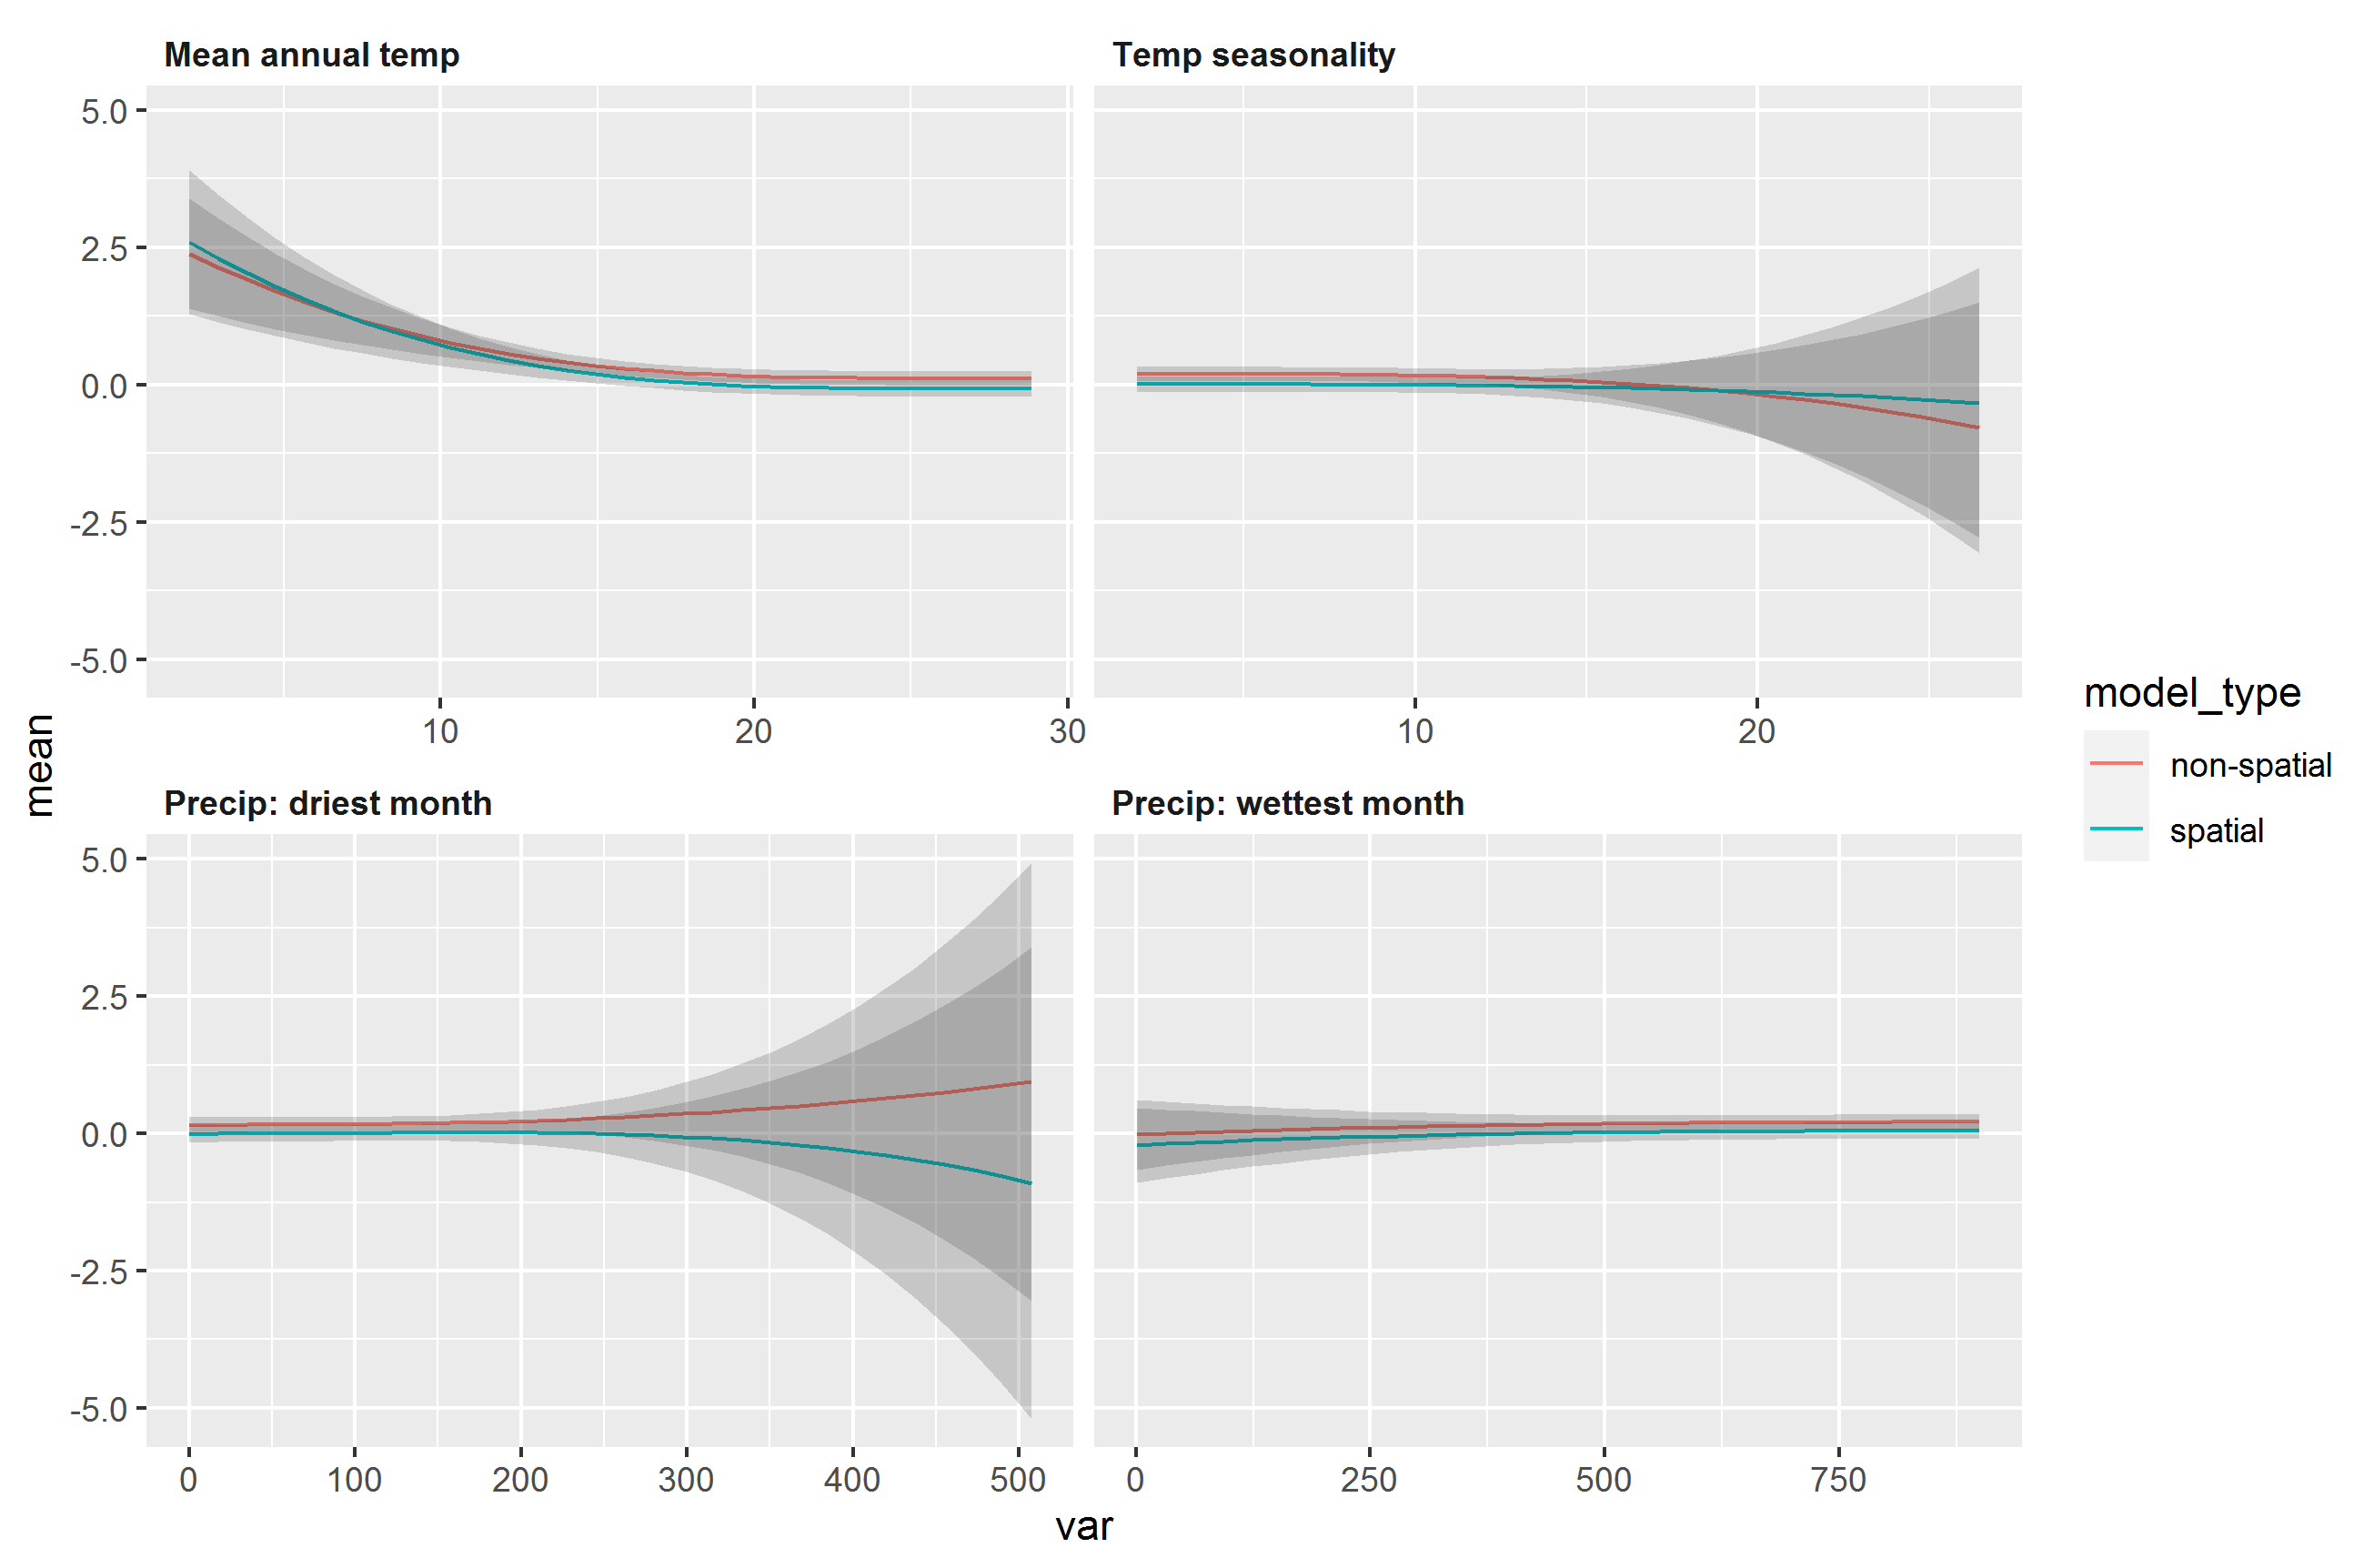 Mean annual temp
Temp seasonality
5.0
2.5
0.0
-2.5
-5.0
10
20
30
10
20
mean
model_type
non-spatial
spatial
Precip: driest month
Precip: wettest month
5.0
2.5
0.0
-2.5
-5.0
0
100
200
300
400
500
0
250
500
750
var